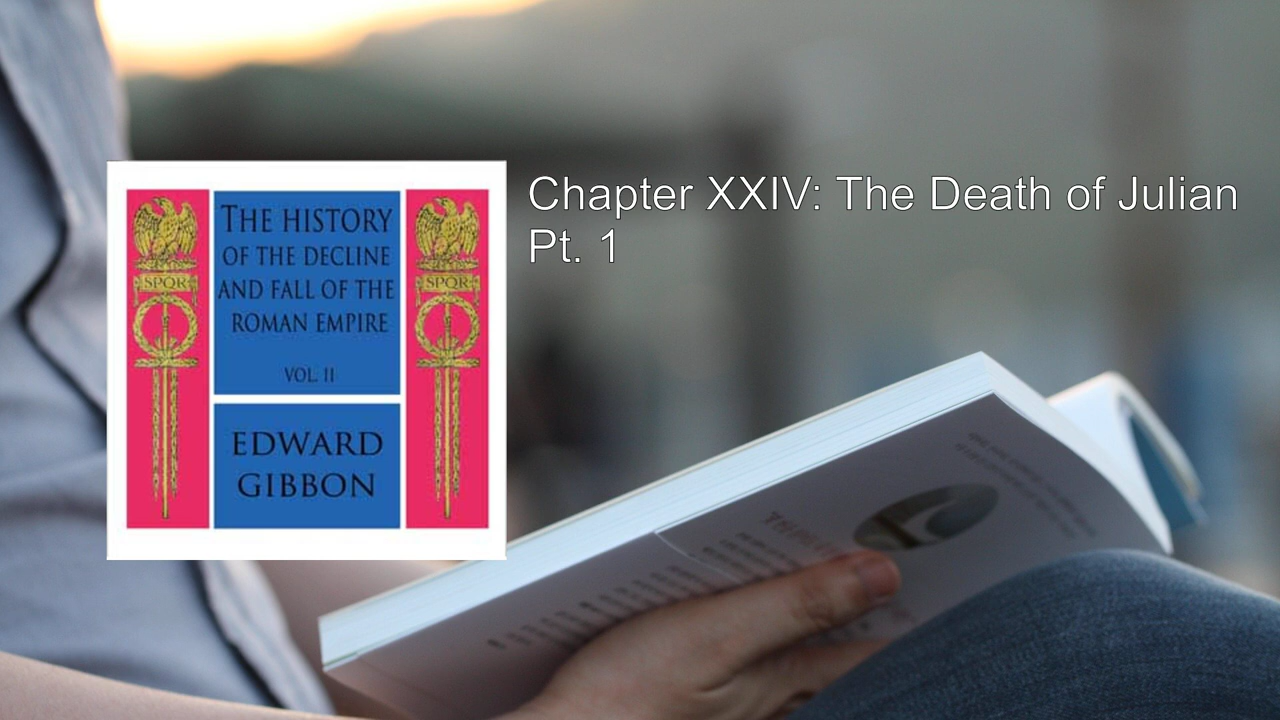 Chapter XXIV: The Death of Julian
Pt. 1
THE HISTORY
OF THE DECLINE
AND FALL OF THE
ROMAN EMPIRE
VOL. II
SPQR
SPQR
EDWARD
GIBBON